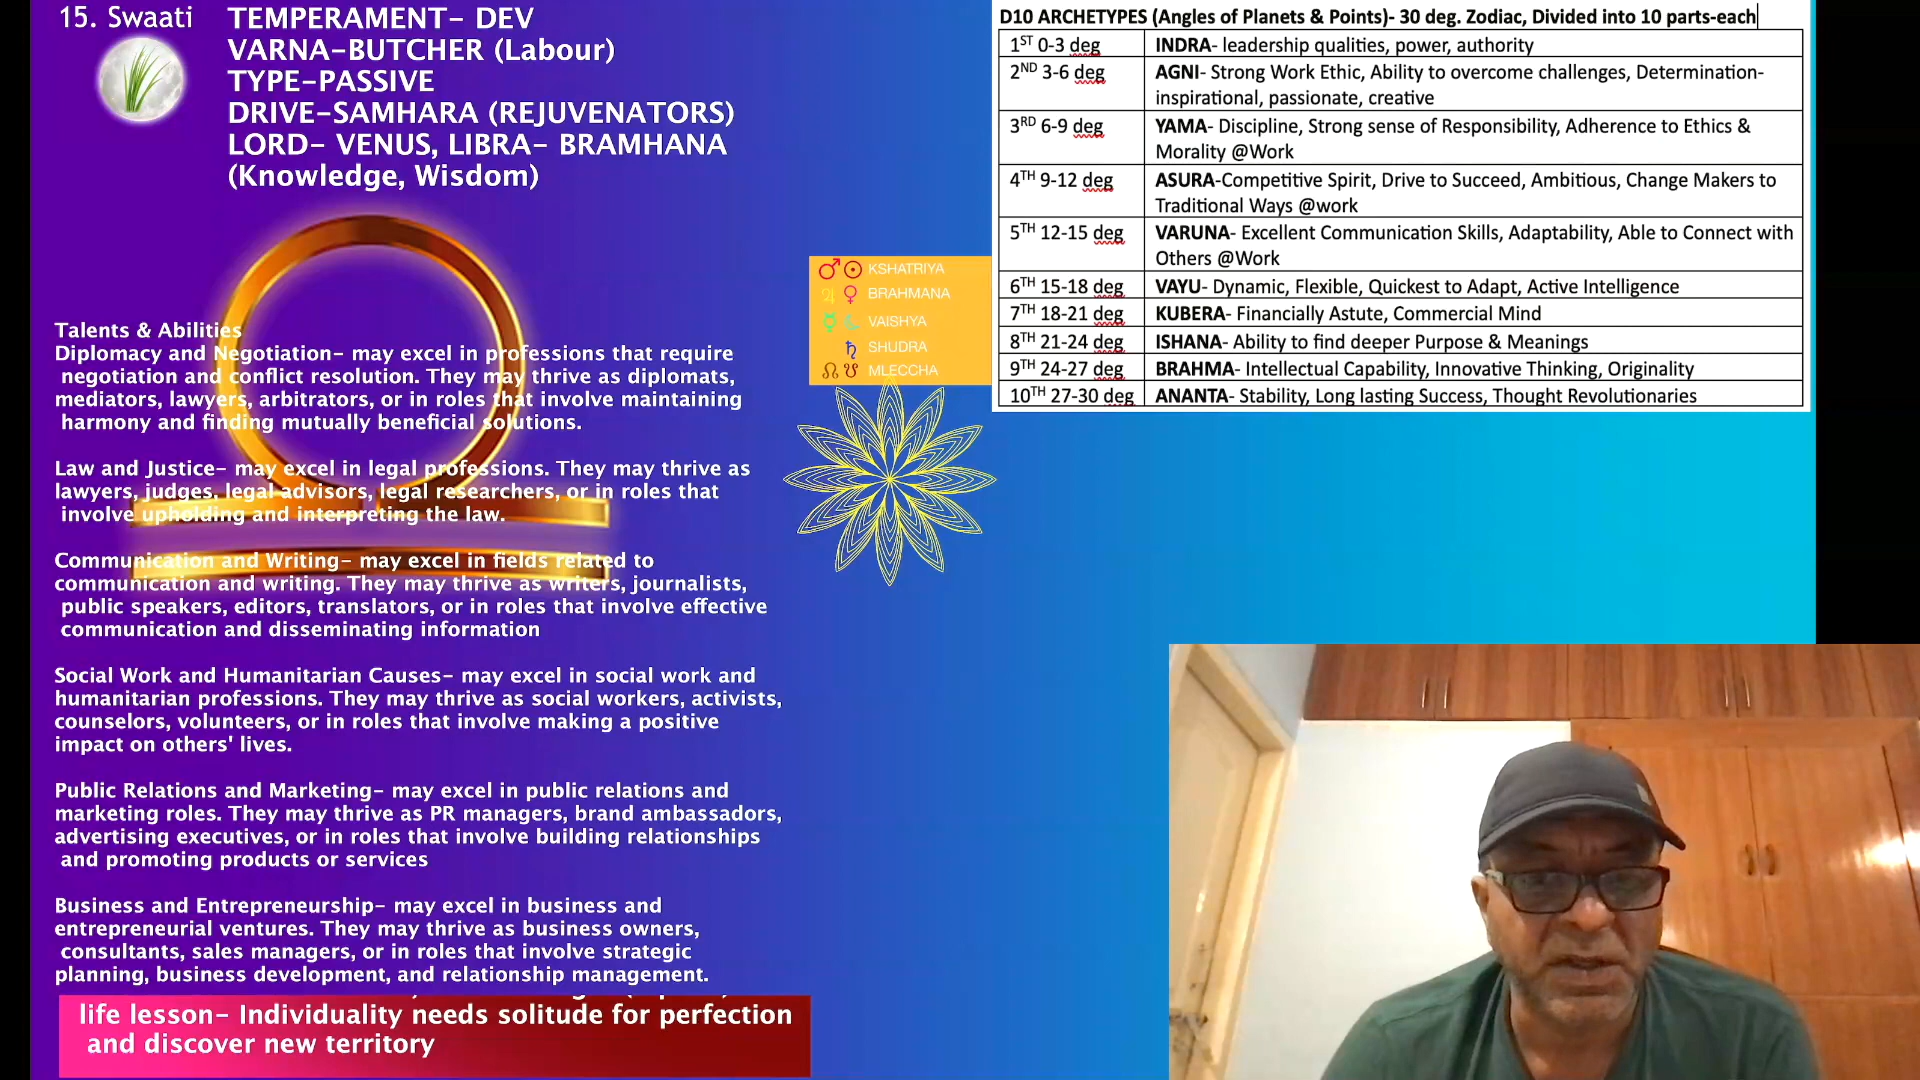 15. Swaati
TEMPERAMENT- DEV
VARNA-BUTCHER (Labour)
TYPE-PASSIVE
DRIVE-SAMHARA (REJUVENATORS)
LORD- VENUS, LIBRA- BRAMHANA
(Knowledge, Wisdom)
Talents & Abilities
Diplomacy and Negotiation- may excel in professions that require
negotiation and conflict resolution. They may thrive as diplomats,
mediators, lawyers, arbitrators, or in roles that involve maintaining
harmony and finding mutually beneficial solutions.
Law and Justice- may excel in legal professions. They may thrive as
lawyers, judges, legal advisors, legal researchers, or in roles that
involve upholding and interpreting the law.
Communication and Writing- may excel in fields related to
communication and writing. They may thrive as writers, journalists,
public speakers, editors, translators, or in roles that involve effective
communication and disseminating information
Social Work and Humanitarian Causes- may excel in social work and
humanitarian professions. They may thrive as social workers, activists,
counselors, volunteers, or in roles that involve making a positive
impact on others' lives.
Public Relations and Marketing- may excel in public relations and
marketing roles. They may thrive as PR managers, brand ambassadors,
advertising executives, or in roles that involve building relationships
and promoting products or services
Business and Entrepreneurship- may excel in business and
entrepreneurial ventures. They may thrive as business owners,
consultants, sales managers, or in roles that involve strategic
planning, business development, and relationship management.
life lesson- Individuality needs solitude for perfection
and discover new territory
♂☉ KSHATRIYA
♃♀ BRAHMANA
☿☾ VAISHYA
♄ SHUDRA
☊☋ MLECCHA
D10 ARCHETYPES (Angles of Planets & Points)- 30 deg. Zodiac, Divided into 10 parts-each
1ST 0-3 deg INDRA- leadership qualities, power, authority
2ND 3-6 deg AGNI- Strong Work Ethic, Ability to overcome challenges, Determination-
inspirational, passionate, creative
3RD 6-9 deg YAMA- Discipline, Strong sense of Responsibility, Adherence to Ethics &
Morality @Work
4TH 9-12 deg ASURA-Competitive Spirit, Drive to Succeed, Ambitious, Change Makers to
Traditional Ways @work
5TH 12-15 deg VARUNA- Excellent Communication Skills, Adaptability, Able to Connect with
Others @Work
6TH 15-18 deg VAYU- Dynamic, Flexible, Quickest to Adapt, Active Intelligence
7TH 18-21 deg KUBERA- Financially Astute, Commercial Mind
8TH 21-24 deg ISHANA- Ability to find deeper Purpose & Meanings
9TH 24-27 deg BRAHMA- Intellectual Capability, Innovative Thinking, Originality
10TH 27-30 deg ANANTA- Stability, Long lasting Success, Thought Revolutionaries